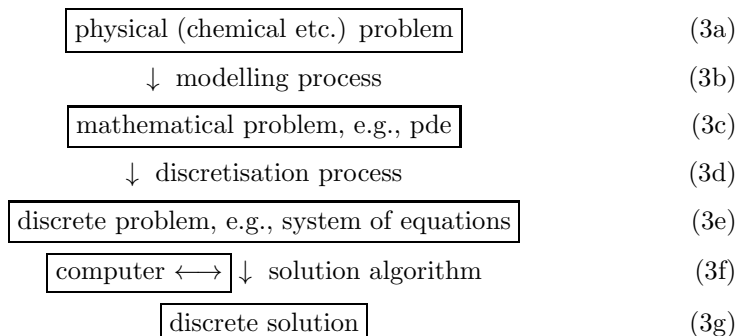 physical (chemical etc.) problem (3a)
↓ modelling process (3b)
mathematical problem, e.g., pde (3c)
↓ discretisation process (3d)
discrete problem, e.g., system of equations (3e)
computer ⟷ ↓ solution algorithm (3f)
discrete solution (3g)